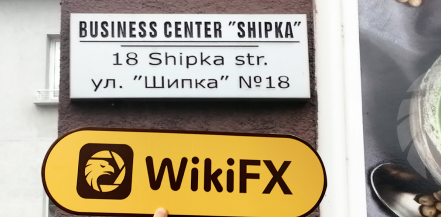 BUSINESS CENTER "SHIPKA"
18 Shipka str.
ул. "Шипка" №18
WikiFX